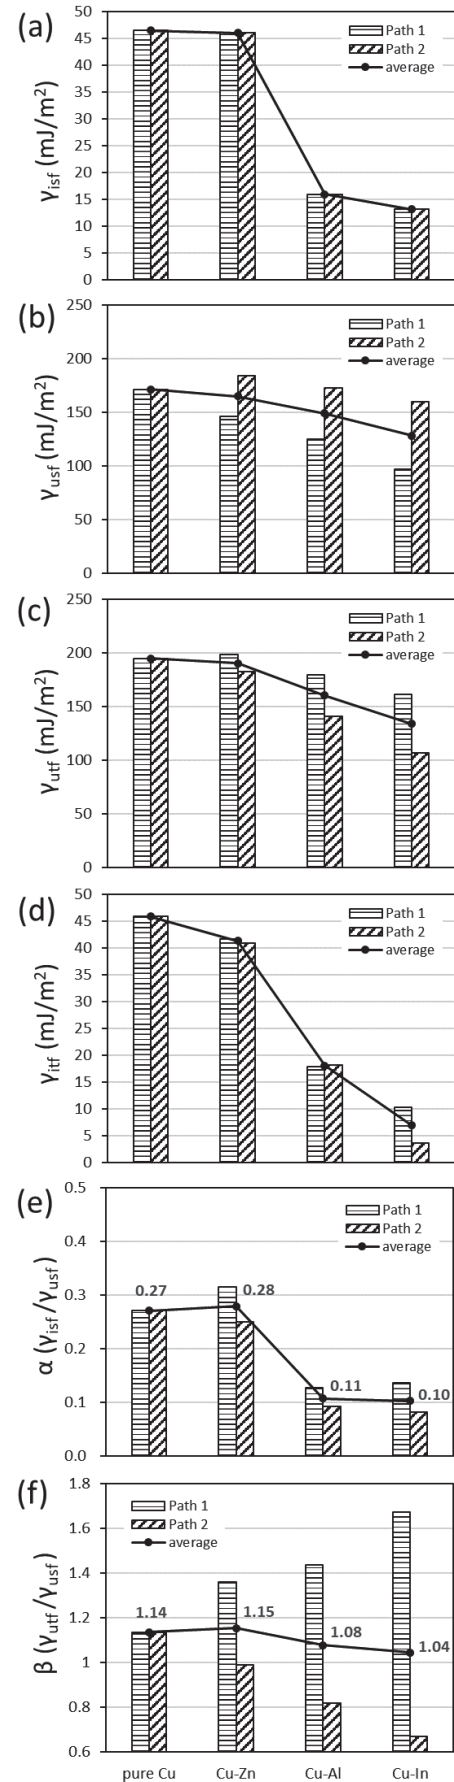 (a)
γisf (mJ/m²)
50
45
40
35
30
25
20
15
10
5
0
Path 1
Path 2
average
(b)
γusf (mJ/m²)
250
200
150
100
50
0
Path 1
Path 2
average
(c)
γutf (mJ/m²)
250
200
150
100
50
0
Path 1
Path 2
average
(d)
γitf (mJ/m²)
50
45
40
35
30
25
20
15
10
5
0
Path 1
Path 2
average
(e)
α (γisf/γusf)
0.5
0.4
0.3
0.2
0.1
0.0
Path 1
Path 2
average
0.27
0.28
0.11
0.10
(f)
β (γutf/γusf)
1.8
1.6
1.4
1.2
1
0.8
0.6
Path 1
Path 2
average
1.14
1.15
1.08
1.04
pure Cu Cu-Zn Cu-Al Cu-In